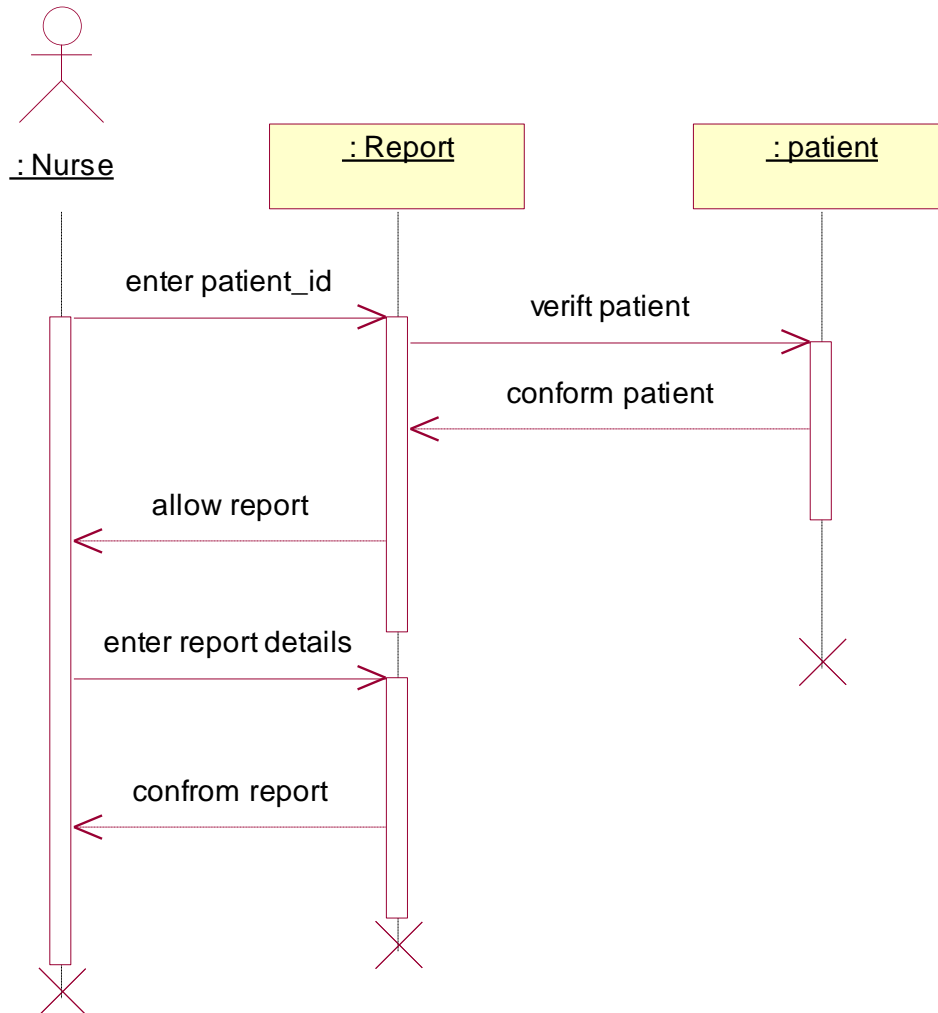 : Nurse
: Report
: patient
enter patient_id
verift patient
conform patient
allow report
enter report details
confrom report